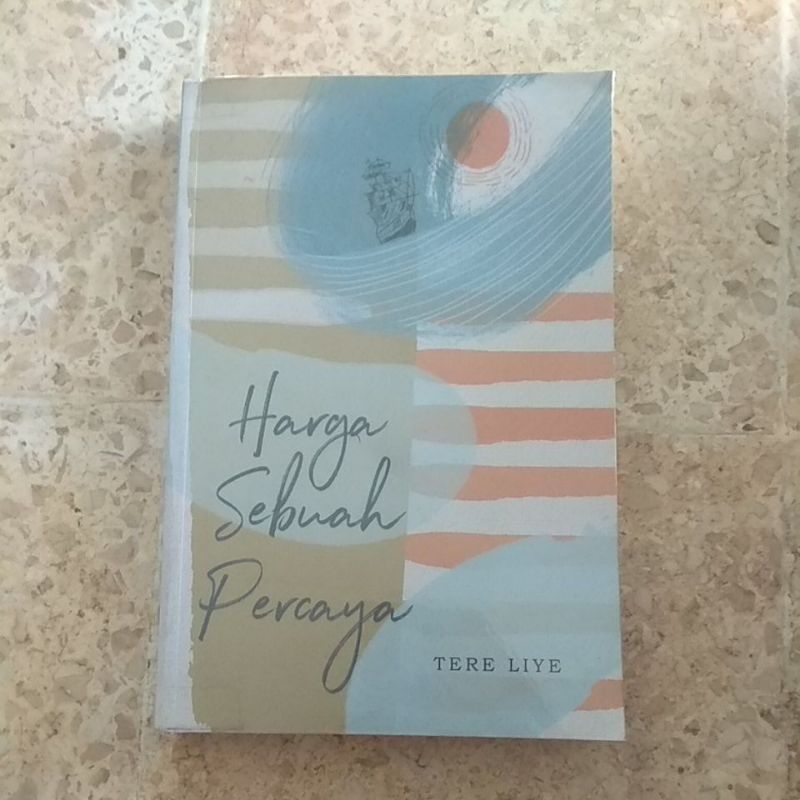 Harga
Sebuah
Percaya
TERE LIYE